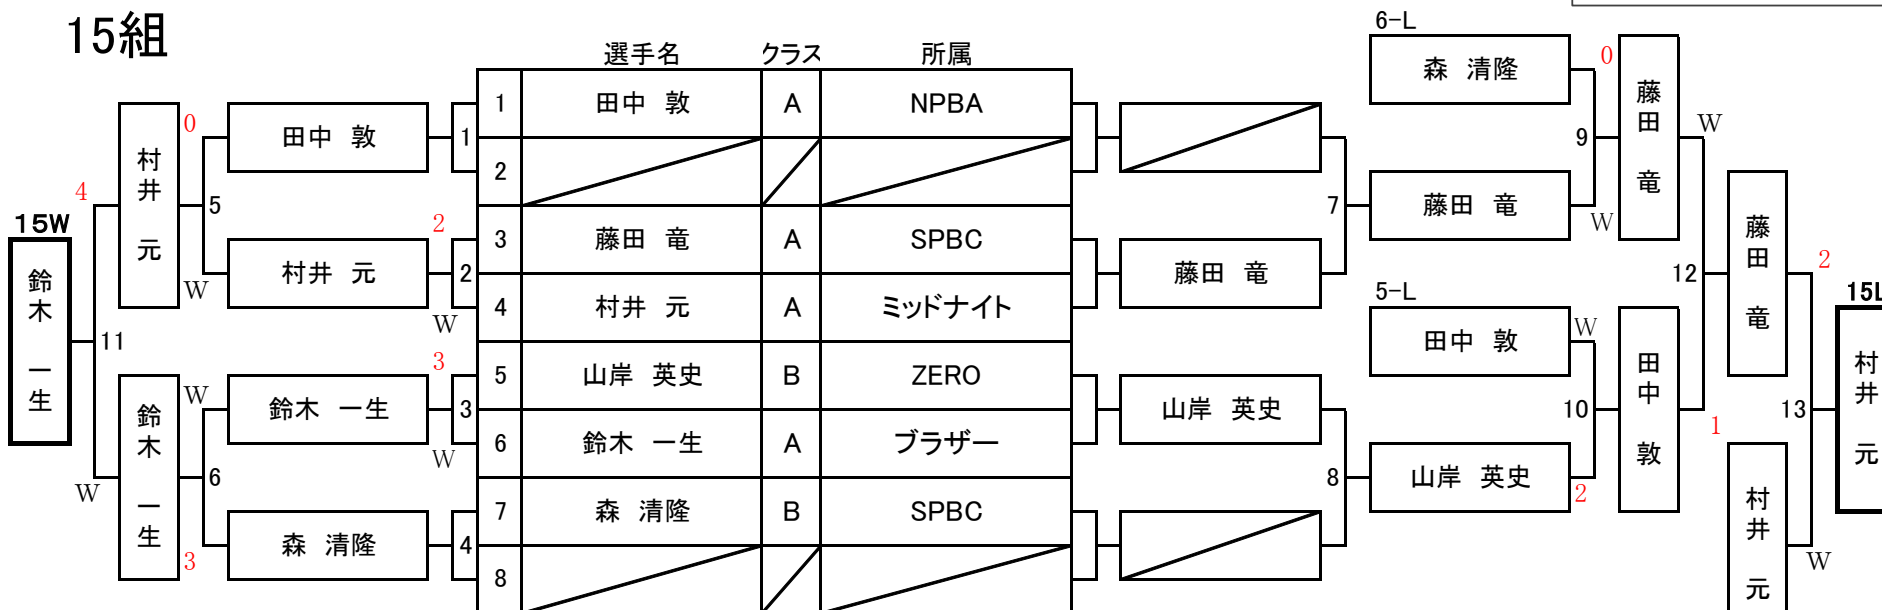 15組
選手名 クラス 所属
1 田中 敦 A NPBA
2
3 藤田 竜 A SPBC
4 村井 元 A ミッドナイト
5 山岸 英史 B ZERO
6 鈴木 一生 A ブラザー
7 森 清隆 B SPBC
8
15W
鈴木 一生
11
4
W
村井 元
鈴木 一生
0
5
W
W
6
3
田中 敦
村井 元
鈴木 一生
森 清隆
1
2
2
W
3
3
W
4
藤田 竜
山岸 英史
7
8
6-L
森 清隆
藤田 竜
5-L
田中 敦
山岸 英史
0
9
W
W
10
2
藤田 竜
田中 敦
W
12
1
藤田 竜
村井 元
2
13
W
15L
村井 元